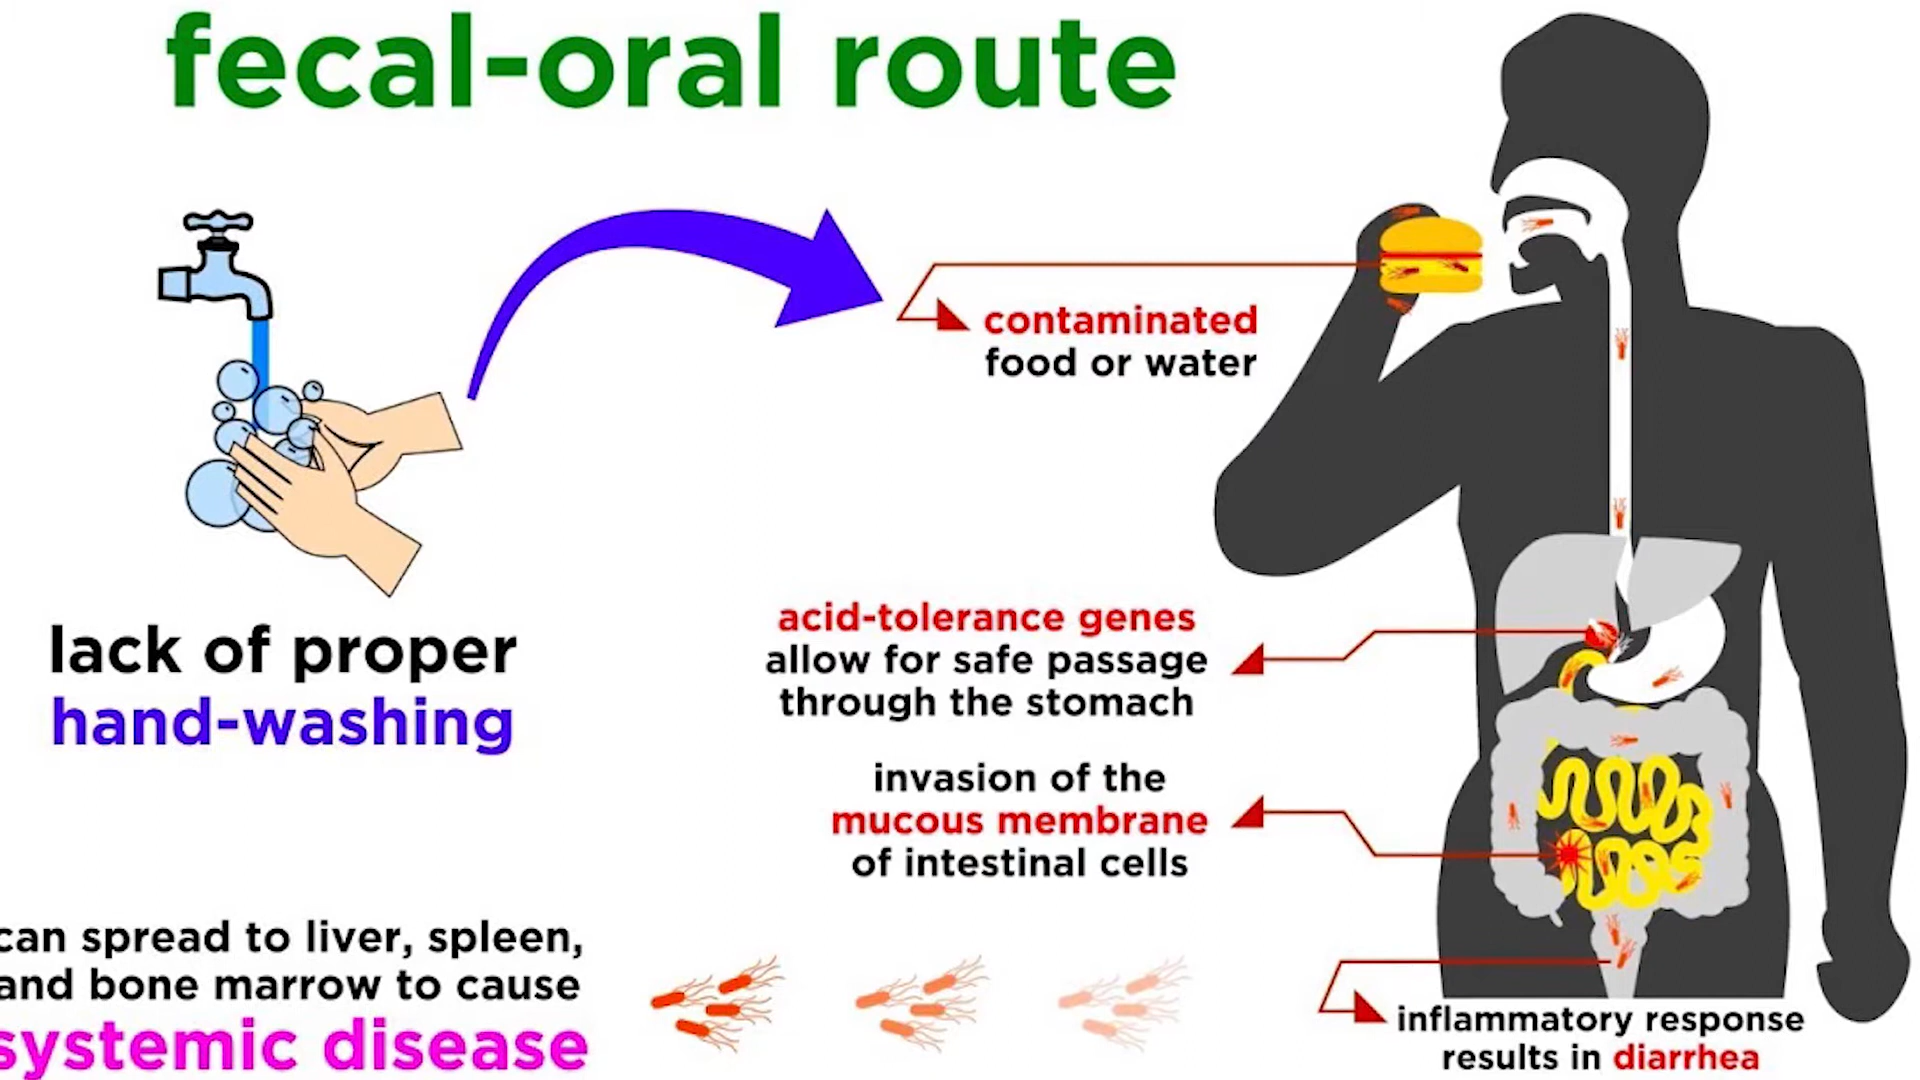 fecal-oral route
contaminated
food or water
lack of proper
hand-washing
acid-tolerance genes
allow for safe passage
through the stomach
invasion of the
mucous membrane
of intestinal cells
can spread to liver, spleen,
and bone marrow to cause
systemic disease
inflammatory response
results in diarrhea